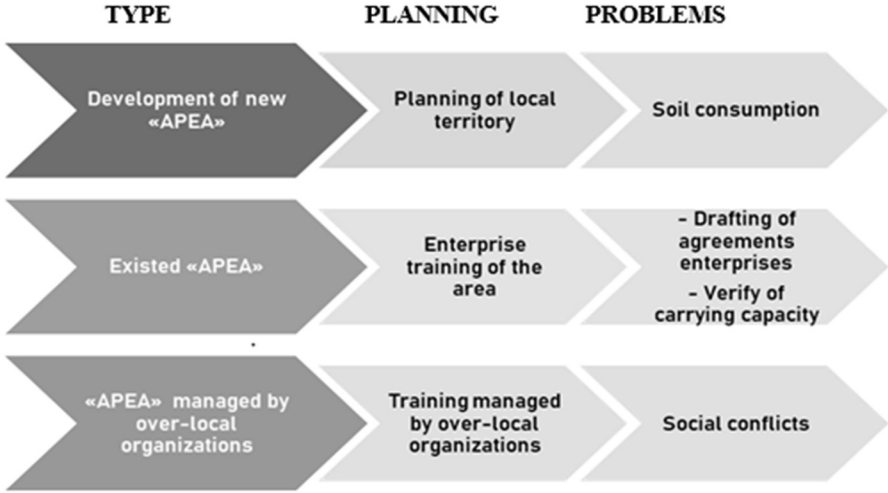 TYPE PLANNING PROBLEMS
Development of new
«APEA»
Planning of local
territory
Soil consumption
Existed «APEA»
Enterprise
training of the
area
- Drafting of
agreements
enterprises
- Verify of
carrying capacity
«APEA» managed by
over-local
organizations
Training managed
by over-local
organizations
Social conflicts